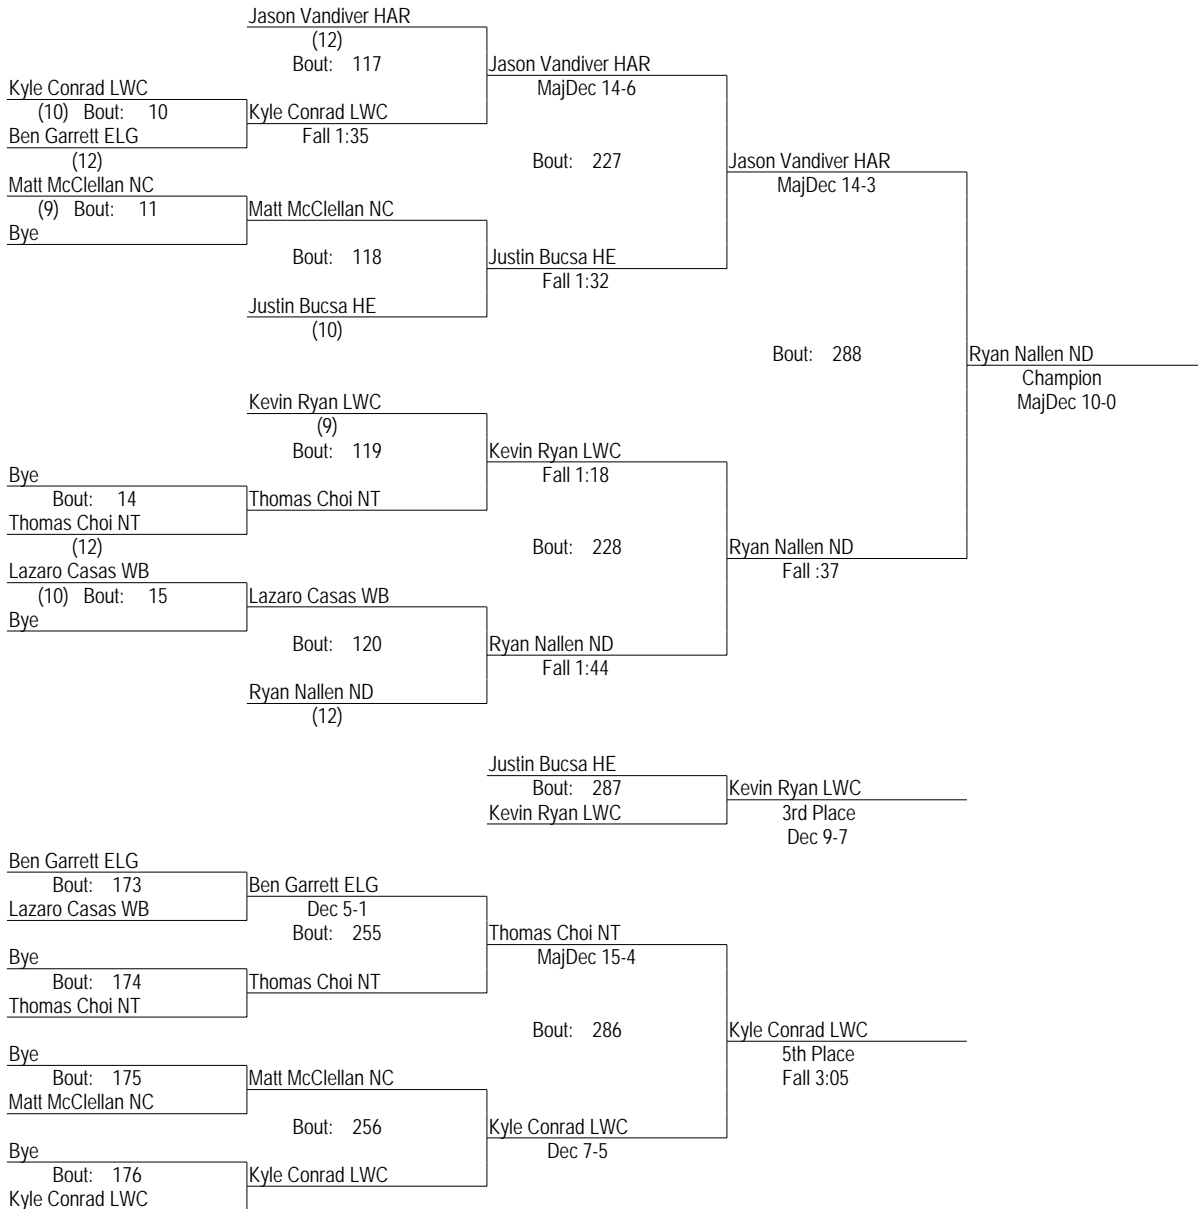 Jason Vandiver HAR
(12)
Bout: 117
Jason Vandiver HAR
MajDec 14-6
Kyle Conrad LWC
(10) Bout: 10
Kyle Conrad LWC
Ben Garrett ELG
Fall 1:35
(12)
Bout: 227
Jason Vandiver HAR
MajDec 14-3
Matt McClellan NC
(9) Bout: 11
Matt McClellan NC
Bye
Bout: 118
Justin Bucsa HE
Fall 1:32
Justin Bucsa HE
(10)
Bout: 288
Ryan Nallen ND
Champion
MajDec 10-0
Kevin Ryan LWC
(9)
Bout: 119
Kevin Ryan LWC
Fall 1:18
Bye
Bout: 14
Thomas Choi NT
Thomas Choi NT
(12)
Bout: 228
Ryan Nallen ND
Fall :37
Lazaro Casas WB
(10) Bout: 15
Lazaro Casas WB
Bye
Bout: 120
Ryan Nallen ND
Fall 1:44
Ryan Nallen ND
(12)
Justin Bucsa HE
Bout: 287
Kevin Ryan LWC
Kevin Ryan LWC
3rd Place
Dec 9-7
Ben Garrett ELG
Bout: 173
Ben Garrett ELG
Lazaro Casas WB
Dec 5-1
Bout: 255
Thomas Choi NT
MajDec 15-4
Bye
Bout: 174
Thomas Choi NT
Thomas Choi NT
Bout: 286
Kyle Conrad LWC
5th Place
Fall 3:05
Bye
Bout: 175
Matt McClellan NC
Matt McClellan NC
Bout: 256
Kyle Conrad LWC
Dec 7-5
Bye
Bout: 176
Kyle Conrad LWC
Kyle Conrad LWC